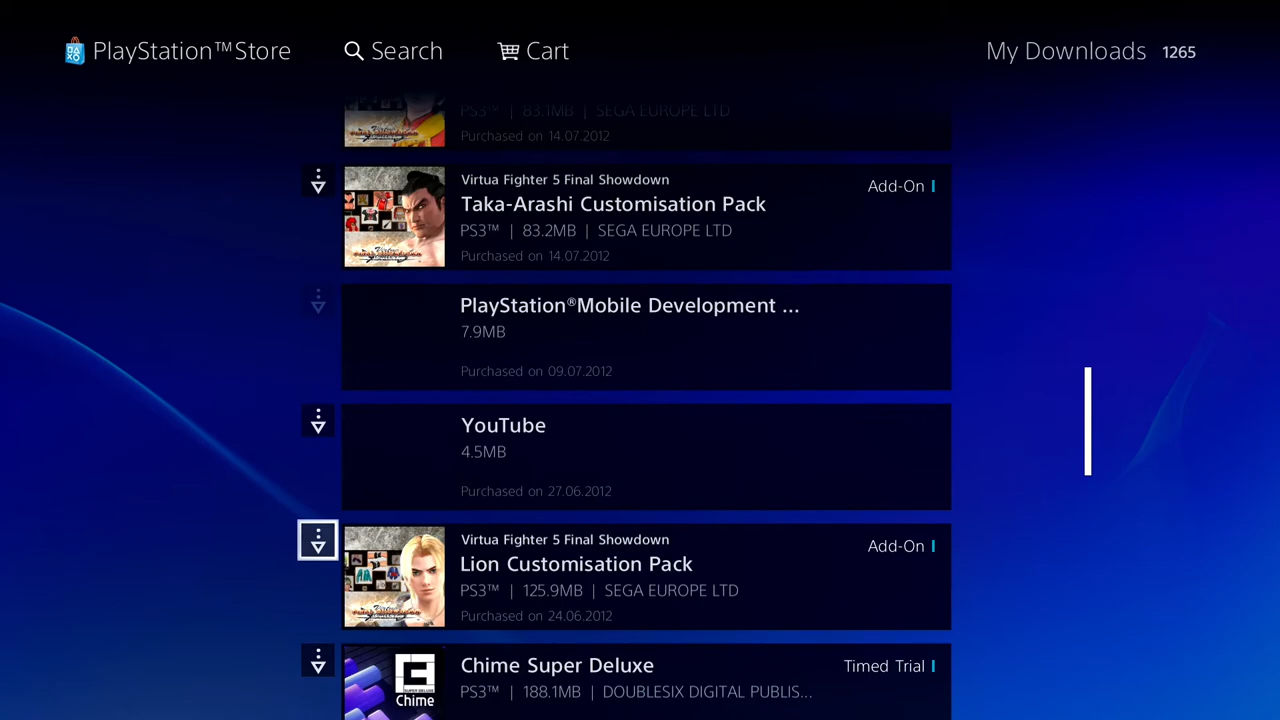 PlayStation™Store
Search
Cart
My Downloads 1265
PS3™ | 83.1MB | SEGA EUROPE LTD
Purchased on 14.07.2012
Virtua Fighter 5 Final Showdown
Add-On
Taka-Arashi Customisation Pack
PS3™ | 83.2MB | SEGA EUROPE LTD
Purchased on 14.07.2012
PlayStation®Mobile Development ...
7.9MB
Purchased on 09.07.2012
YouTube
4.5MB
Purchased on 27.06.2012
Virtua Fighter 5 Final Showdown
Add-On
Lion Customisation Pack
PS3™ | 125.9MB | SEGA EUROPE LTD
Purchased on 24.06.2012
Chime Super Deluxe
Timed Trial
PS3™ | 188.1MB | DOUBLESIX DIGITAL PUBLIS...
Chime